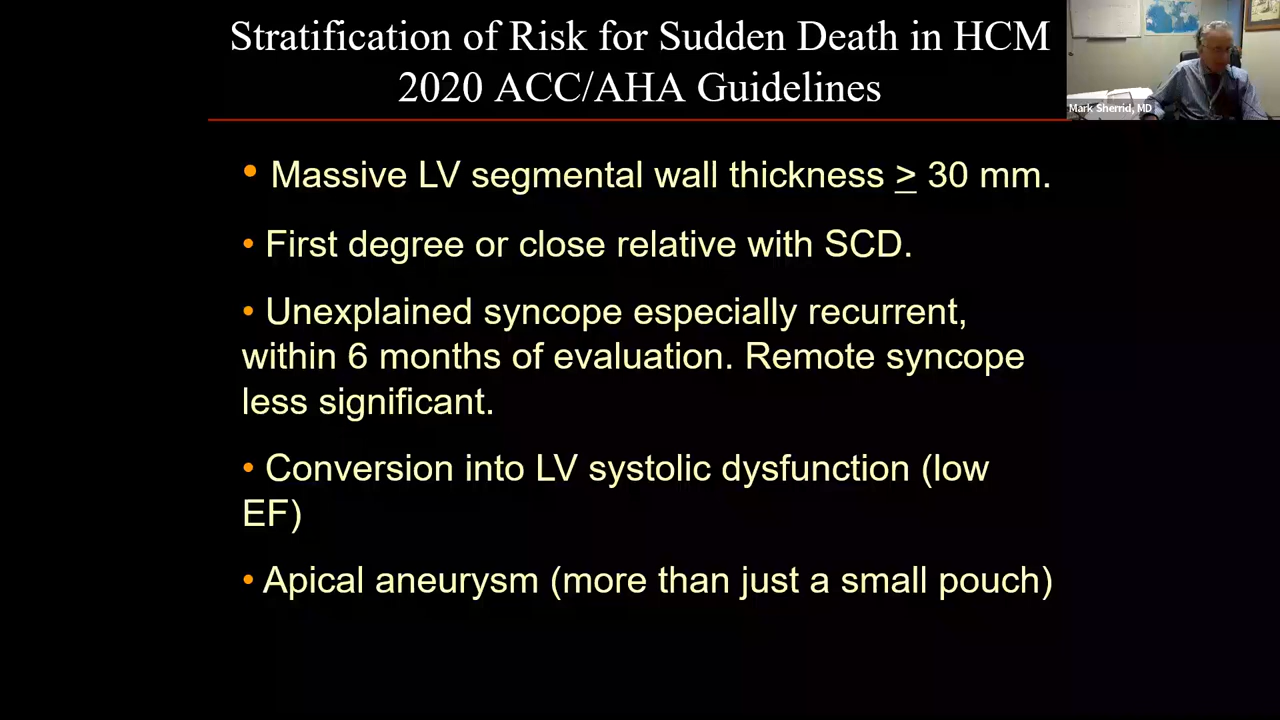 Stratification of Risk for Sudden Death in HCM
2020 ACC/AHA Guidelines
Mark Sherrid, MD
• Massive LV segmental wall thickness ≥ 30 mm.
• First degree or close relative with SCD.
• Unexplained syncope especially recurrent,
within 6 months of evaluation. Remote syncope
less significant.
• Conversion into LV systolic dysfunction (low
EF)
• Apical aneurysm (more than just a small pouch)